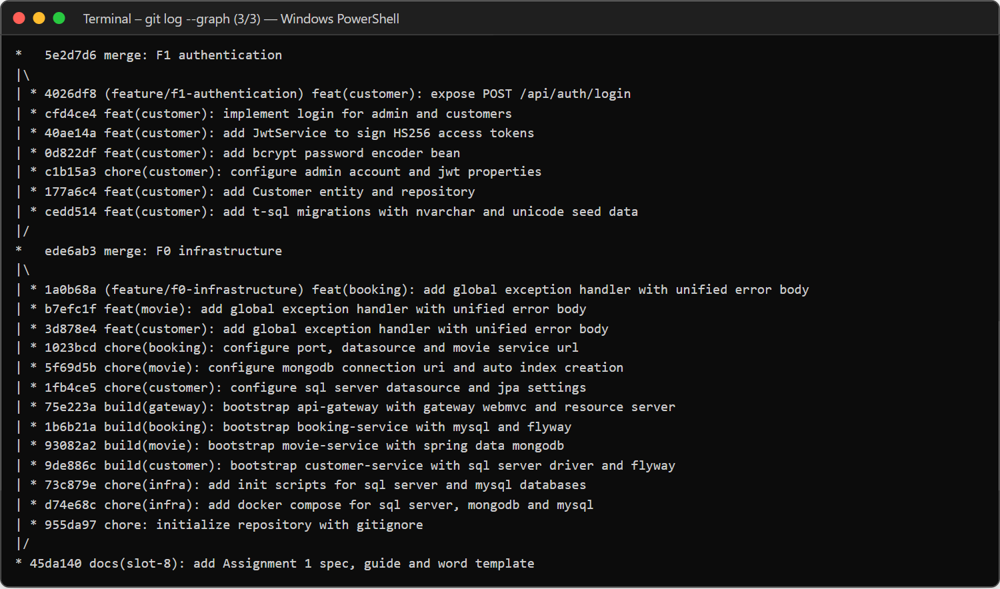 Terminal – git log --graph (3/3) — Windows PowerShell
*   5e2d7d6 merge: F1 authentication
|\
| * 4026df8 (feature/f1-authentication) feat(customer): expose POST /api/auth/login
| * cfd4ce4 feat(customer): implement login for admin and customers
| * 40ae14a feat(customer): add JwtService to sign HS256 access tokens
| * 0d822df feat(customer): add bcrypt password encoder bean
| * c1b15a3 chore(customer): configure admin account and jwt properties
| * 177a6c4 feat(customer): add Customer entity and repository
| * cedd514 feat(customer): add t-sql migrations with nvarchar and unicode seed data
|/
*   ede6ab3 merge: F0 infrastructure
|\
| * 1a0b68a (feature/f0-infrastructure) feat(booking): add global exception handler with unified error body
| * b7efc1f feat(movie): add global exception handler with unified error body
| * 3d878e4 feat(customer): add global exception handler with unified error body
| * 1023bcd chore(booking): configure port, datasource and movie service url
| * 5f69d5b chore(movie): configure mongodb connection uri and auto index creation
| * 1fb4ce5 chore(customer): configure sql server datasource and jpa settings
| * 75e223a build(gateway): bootstrap api-gateway with gateway webmvc and resource server
| * 1b6b21a build(booking): bootstrap booking-service with mysql and flyway
| * 93082a2 build(movie): bootstrap movie-service with spring data mongodb
| * 9de886c build(customer): bootstrap customer-service with sql server driver and flyway
| * 73c879e chore(infra): add init scripts for sql server and mysql databases
| * d74e68c chore(infra): add docker compose for sql server, mongodb and mysql
| * 955da97 chore: initialize repository with gitignore
|/
* 45da140 docs(slot-8): add Assignment 1 spec, guide and word template